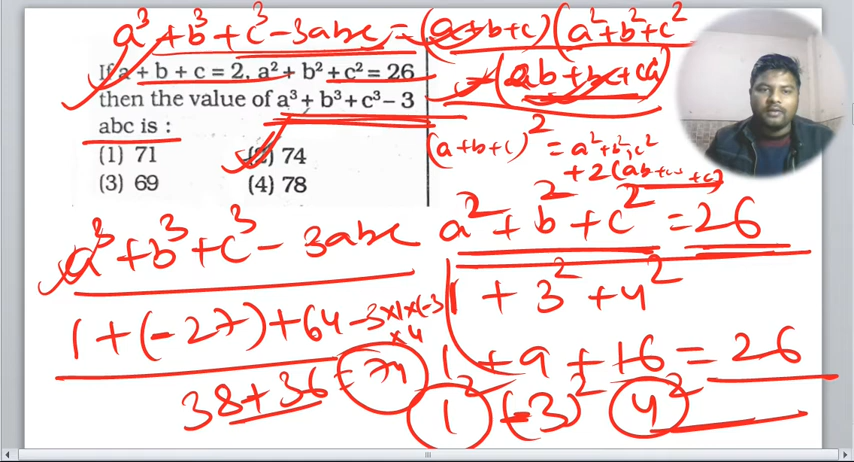 a³ + b³ + c³ - 3abc = (a+b+c) (a² + b² + c²
- (ab + bc + ca)
If a + b + c = 2, a² + b² + c² = 26
then the value of a³ + b³ + c³ – 3
abc is :
(1) 71 (2) 74
(3) 69 (4) 78
(a+b+c)² = a²+b²+c²
+ 2(ab+
a³ + b³ + c³ - 3abc
a² + b² + c² = 26
1 + 3² + 4²
1 + (-27) + 64 - 3×1×(-3)
×4
1 + 9 + 16 = 26
38 + 36 = 74
1² (-3)² 4²